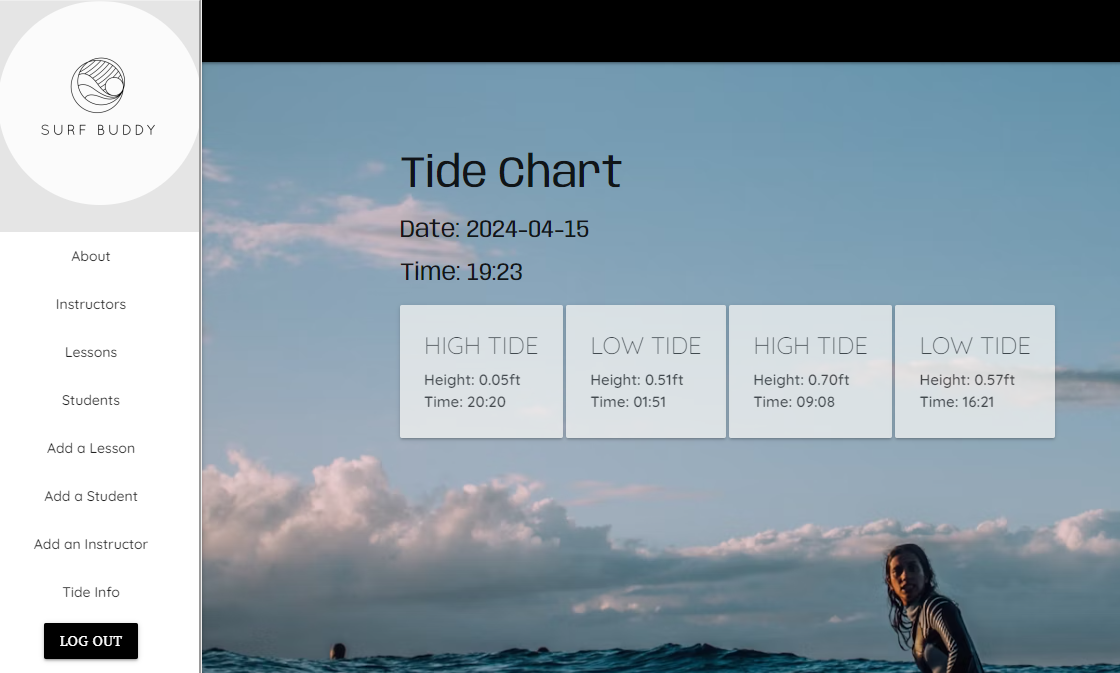 SURF BUDDY
About
Instructors
Lessons
Students
Add a Lesson
Add a Student
Add an Instructor
Tide Info
LOG OUT
Tide Chart
Date: 2024-04-15
Time: 19:23
HIGH TIDE
Height: 0.05ft
Time: 20:20
LOW TIDE
Height: 0.51ft
Time: 01:51
HIGH TIDE
Height: 0.70ft
Time: 09:08
LOW TIDE
Height: 0.57ft
Time: 16:21